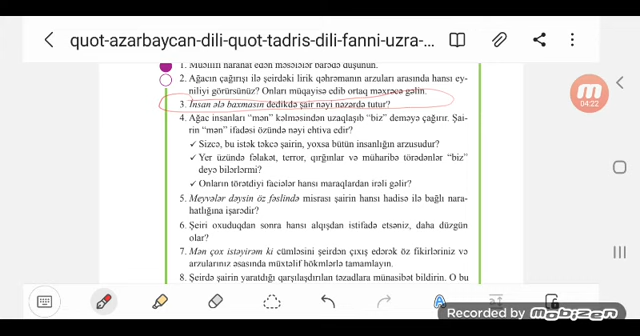 quot-azarbaycan-dili-quot-tadris-dili-fanni-uzra-...
04:22
1. Müəllifi narahat edən məsələlər barədə düşünün.
2. Ağacın çağırışı ilə şeirdəki lirik qəhrəmanın arzuları arasında hansı ey-
niliyi görürsünüz? Onları müqayisə edib ortaq məxrəcə gəlin.
3. İnsan ələ baxmasın dedikdə şair nəyi nəzərdə tutur?
4. Ağac insanları "mən" kəlməsindən uzaqlaşıb "biz" deməyə çağırır. Şai-
rin "mən" ifadəsi özündə nəyi ehtiva edir?
✓ Sizcə, bu istək təkcə şairin, yoxsa bütün insanlığın arzusudur?
✓ Yer üzündə fəlakət, terror, qırğınlar və müharibə törədənlər "biz"
deyə bilərlərmi?
✓ Onların törətdiyi faciələr hansı maraqlardan irəli gəlir?
5. Meyvələr dəysin öz fəslində misrası şairin hansı hadisə ilə bağlı nara-
hatlığına işarədir?
6. Şeiri oxuduqdan sonra hansı alqışdan istifadə etsəniz, daha düzgün
olar?
7. Mən çox istəyirəm ki cümləsini şeirdən çıxış edərək öz fikirləriniz və
arzularınız əsasında müxtəlif hökmlərlə tamamlayın.
8. Şeirdə şairin yaratdığı qarşılaşdırılan təzadlara münasibət bildirin. O bu
Recorded by
mobizen